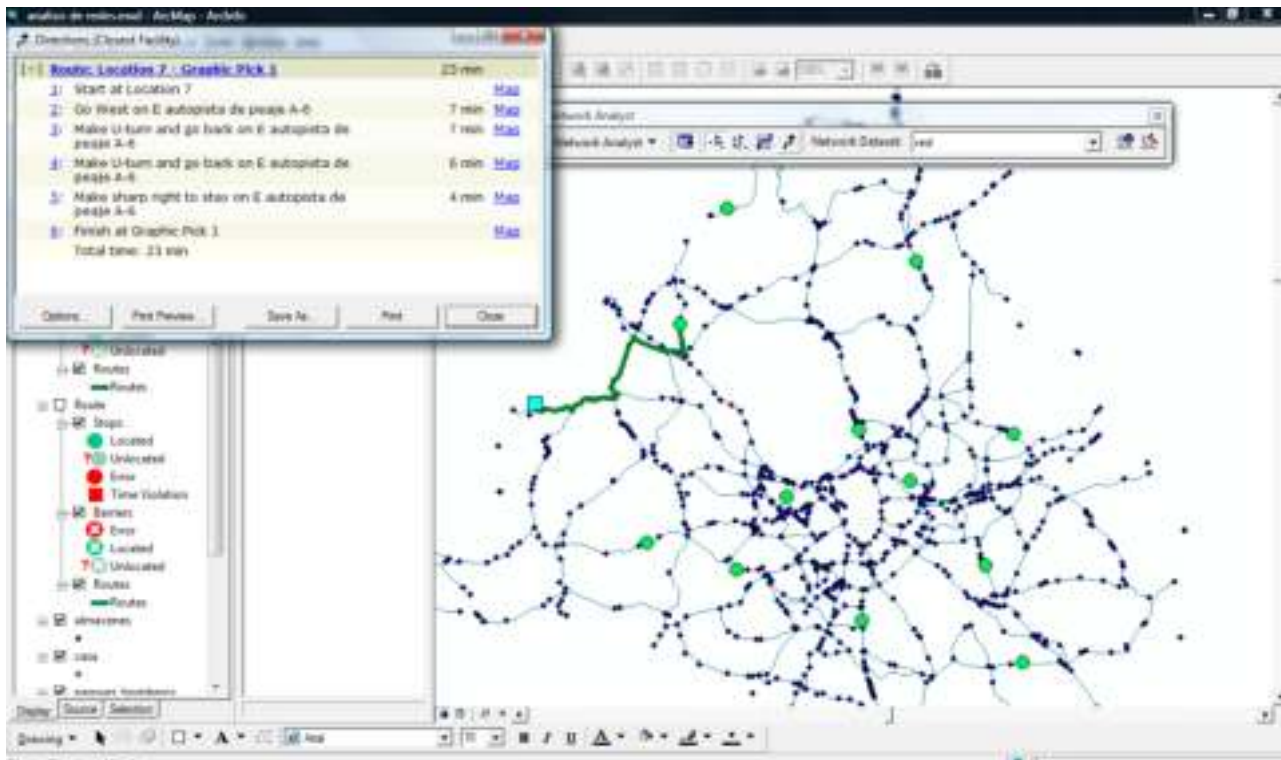 analisis de redes.mxd - ArcMap - ArcInfo
Directions (Closest Facility)
[-] Route: Location 7 - Graphic Pick 1 23 min
1: Start at Location 7 Map
2: Go West on E autopista de peaje A-6 7 min Map
3: Make U-turn and go back on E autopista de 7 min Map
peaje A-6
4: Make U-turn and go back on E autopista de 6 min Map
peaje A-6
5: Make sharp right to stay on E autopista de 4 min Map
peaje A-6
6: Finish at Graphic Pick 1 Map
Total time: 23 min
Options... Print Preview... Save As... Print Close
Network Analyst
Network Analyst Network Dataset: red
? Unlocated
Routes
Routes
Route
Stops
Located
? Unlocated
Error
Time Violation
Barriers
Error
Located
? Unlocated
Routes
Routes
almacenes
casa
Display Source Selection
Drawing A Arial 10 B I U A